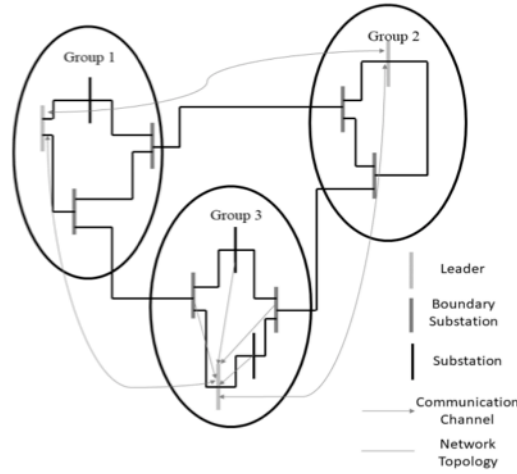 Group 1
Group 2
Group 3
Leader
Boundary
Substation
Substation
Communication
Channel
Network
Topology